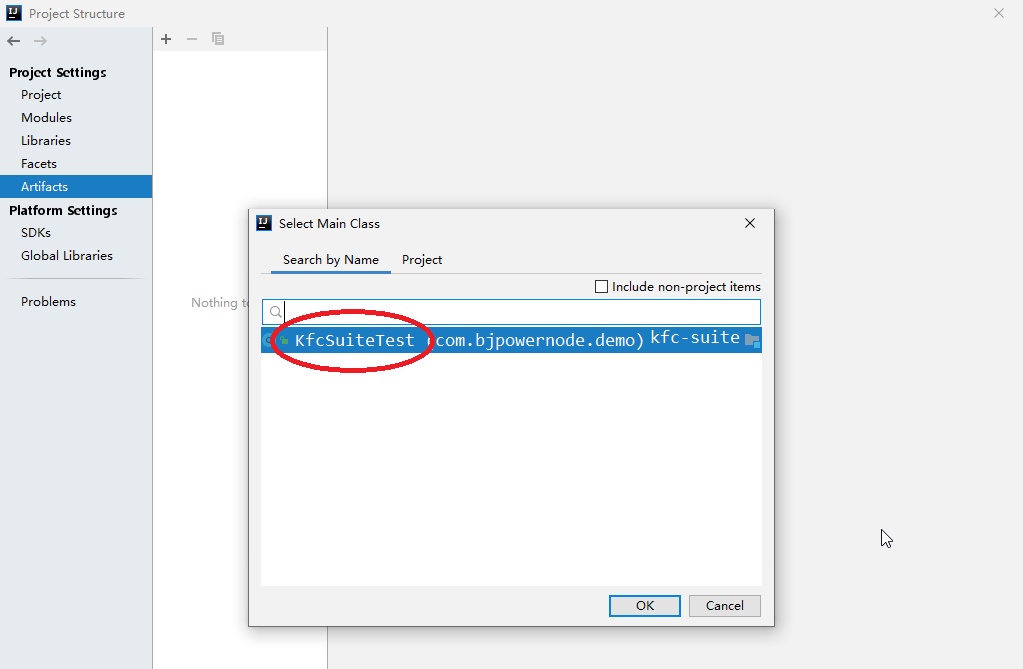 Project Structure
Project Settings
Project
Modules
Libraries
Facets
Artifacts
Platform Settings
SDKs
Global Libraries
Problems
Nothing
Select Main Class
Search by Name
Project
Include non-project items
KfcSuiteTest (com.bjpowernode.demo) kfc-suite
OK
Cancel